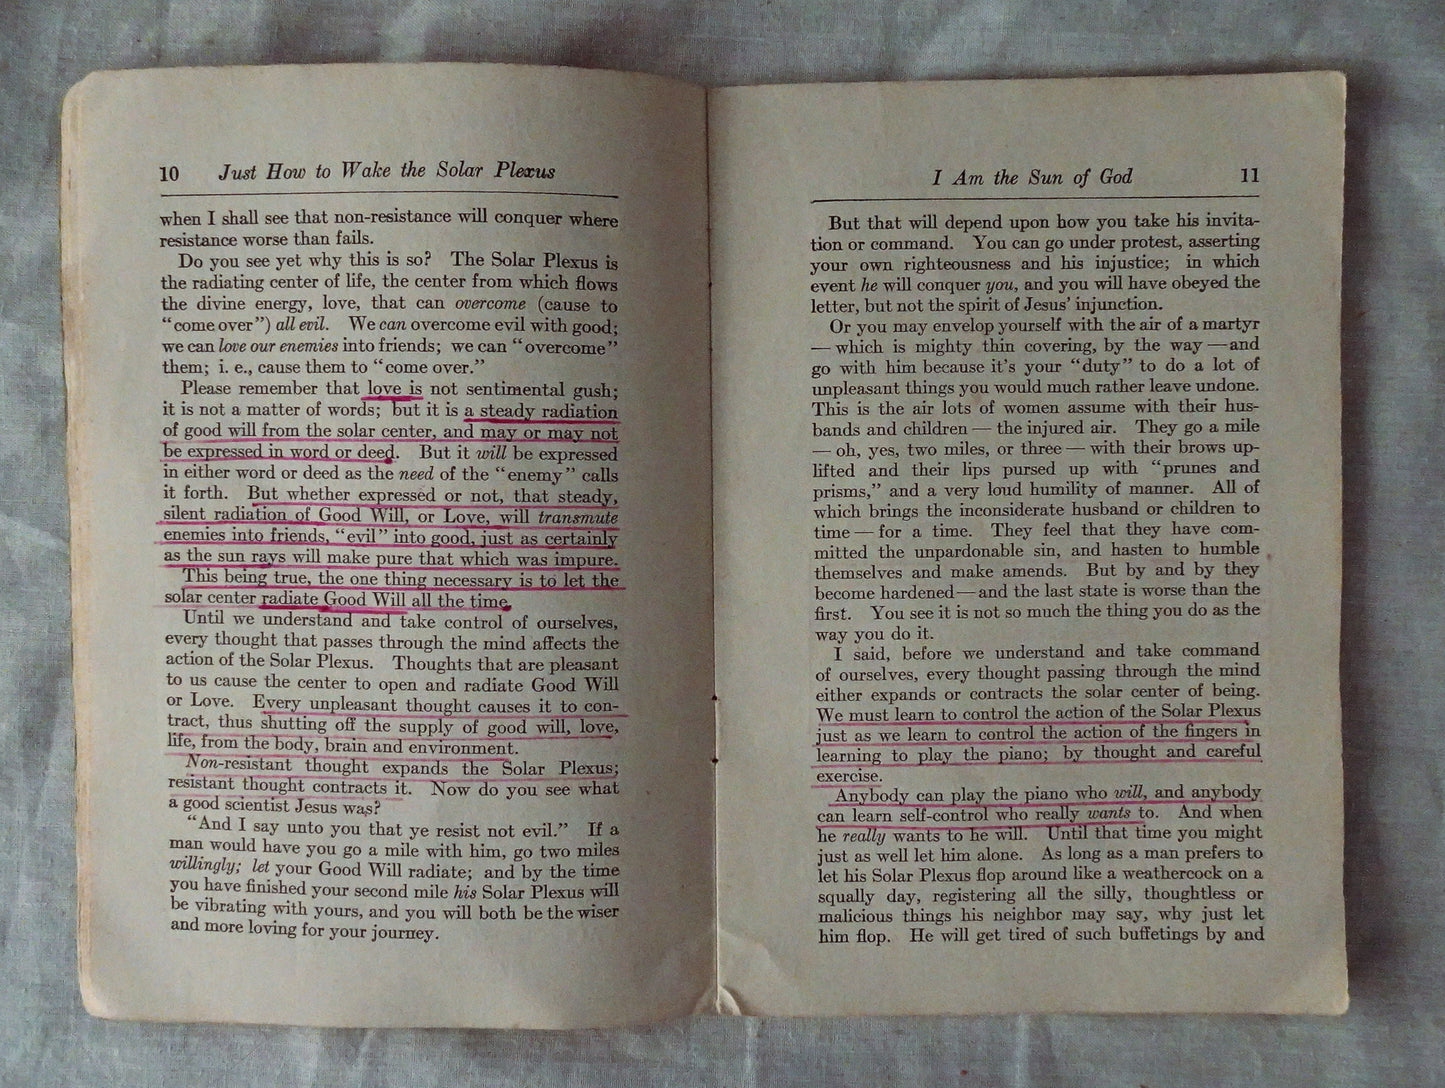 10 Just How to Wake the Solar Plexus
when I shall see that non-resistance will conquer where
resistance worse than fails.
Do you see yet why this is so? The Solar Plexus is
the radiating center of life, the center from which flows
the divine energy, love, that can overcome (cause to
"come over") all evil. We can overcome evil with good;
we can love our enemies into friends; we can "overcome"
them; i. e., cause them to "come over."
Please remember that love is not sentimental gush;
it is not a matter of words; but it is a steady radiation
of good will from the solar center, and may or may not
be expressed in word or deed. But it will be expressed
in either word or deed as the need of the "enemy" calls
it forth. But whether expressed or not, that steady,
silent radiation of Good Will, or Love, will transmute
enemies into friends, "evil" into good, just as certainly
as the sun rays will make pure that which was impure.
This being true, the one thing necessary is to let the
solar center radiate Good Will all the time.
Until we understand and take control of ourselves,
every thought that passes through the mind affects the
action of the Solar Plexus. Thoughts that are pleasant
to us cause the center to open and radiate Good Will
or Love. Every unpleasant thought causes it to con-
tract, thus shutting off the supply of good will, love,
life, from the body, brain and environment.
Non-resistant thought expands the Solar Plexus;
resistant thought contracts it. Now do you see what
a good scientist Jesus was?
"And I say unto you that ye resist not evil." If a
man would have you go a mile with him, go two miles
willingly; let your Good Will radiate; and by the time
you have finished your second mile his Solar Plexus will
be vibrating with yours, and you will both be the wiser
and more loving for your journey.
I Am the Sun of God 11
But that will depend upon how you take his invita-
tion or command. You can go under protest, asserting
your own righteousness and his injustice; in which
event he will conquer you, and you will have obeyed the
letter, but not the spirit of Jesus' injunction.
Or you may envelop yourself with the air of a martyr
— which is mighty thin covering, by the way — and
go with him because it's your "duty" to do a lot of
unpleasant things you would much rather leave undone.
This is the air lots of women assume with their hus-
bands and children — the injured air. They go a mile
— oh, yes, two miles, or three — with their brows up-
lifted and their lips pursed up with "prunes and
prisms," and a very loud humility of manner. All of
which brings the inconsiderate husband or children to
time — for a time. They feel that they have com-
mitted the unpardonable sin, and hasten to humble
themselves and make amends. But by and by they
become hardened — and the last state is worse than the
first. You see it is not so much the thing you do as the
way you do it.
I said, before we understand and take command
of ourselves, every thought passing through the mind
either expands or contracts the solar center of being.
We must learn to control the action of the Solar Plexus
just as we learn to control the action of the fingers in
learning to play the piano; by thought and careful
exercise.
Anybody can play the piano who will, and anybody
can learn self-control who really wants to. And when
he really wants to he will. Until that time you might
just as well let him alone. As long as a man prefers to
let his Solar Plexus flop around like a weathercock on a
squally day, registering all the silly, thoughtless or
malicious things his neighbor may say, why just let
him flop. He will get tired of such buffetings by and